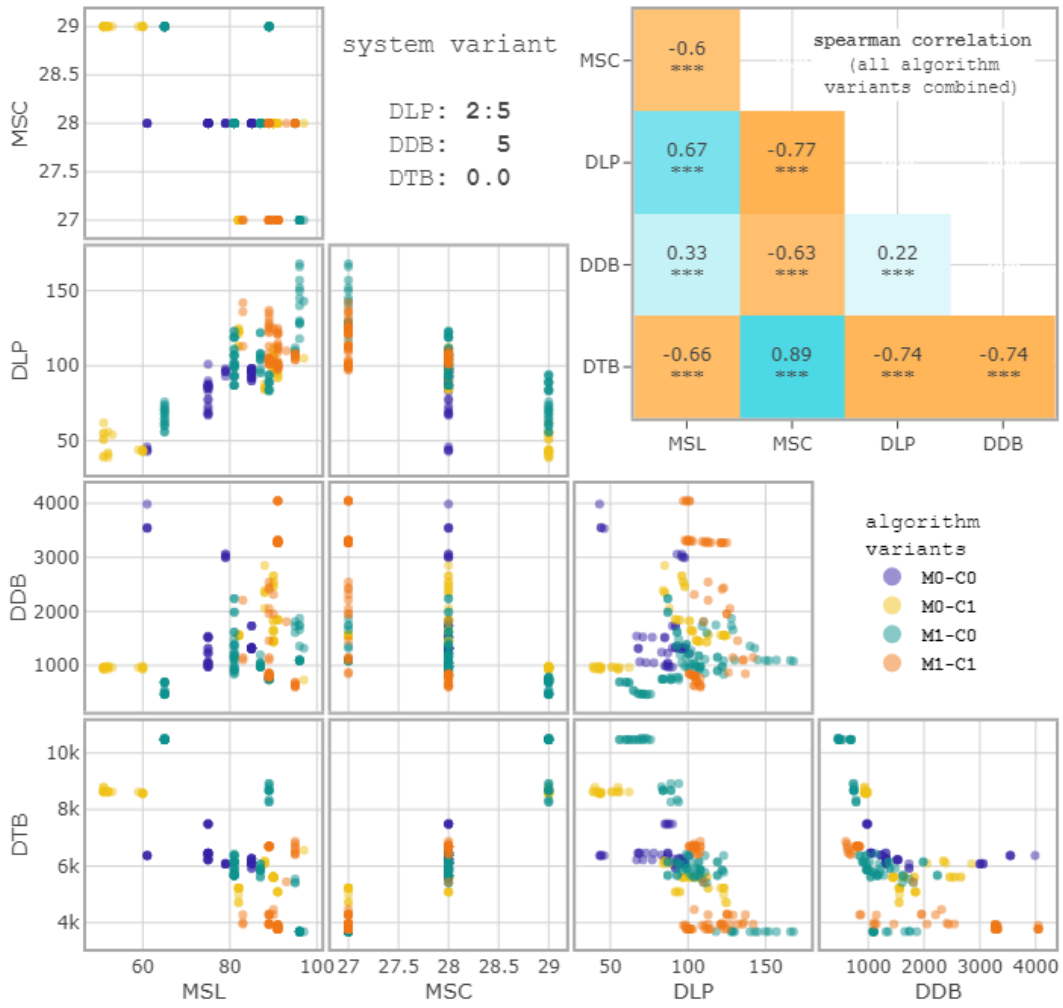 29
28.5
28
27.5
27
MSC
system variant
DLP: 2:5
DDB: 5
DTB: 0.0
spearman correlation
(all algorithm
variants combined)
MSC
-0.6
***
DLP
0.67
***
-0.77
***
DDB
0.33
***
-0.63
***
0.22
***
DTB
-0.66
***
0.89
***
-0.74
***
-0.74
***
MSL
MSC
DLP
DDB
150
100
50
DLP
4000
3000
2000
1000
DDB
algorithm
variants
M0-C0
M0-C1
M1-C0
M1-C1
10k
8k
6k
4k
DTB
60
80
100
27
27.5
28
28.5
29
50
100
150
1000
2000
3000
4000
MSL
MSC
DLP
DDB